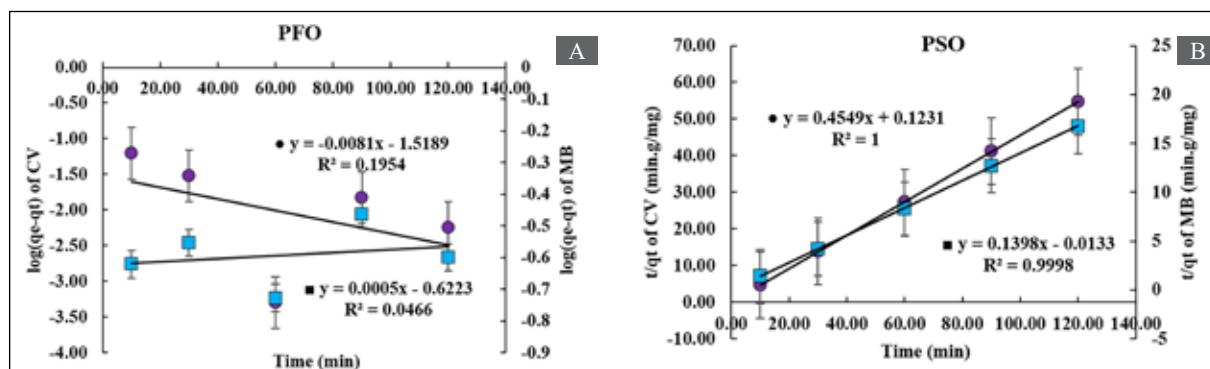 PFO
A
0.00
0.00 20.00 40.00 60.00 80.00 100.00 120.00 140.00
-0.50
-1.00
-1.50
-2.00
-2.50
-3.00
-3.50
-4.00
log(qe-qt) of CV
y = -0.0081x - 1.5189
R² = 0.1954
y = 0.0005x - 0.6223
R² = 0.0466
0
-0.1
-0.2
-0.3
-0.4
-0.5
-0.6
-0.7
-0.8
-0.9
log(qe-qt) of MB
Time (min)
PSO
B
70.00
60.00
50.00
40.00
30.00
20.00
10.00
0.00
-10.00
t/qt of CV (min.g/mg)
y = 0.4549x + 0.1231
R² = 1
y = 0.1398x - 0.0133
R² = 0.9998
0.00 20.00 40.00 60.00 80.00 100.00 120.00 140.00
25
20
15
10
5
0
-5
t/qt of MB (min.g/mg)
Time (min)